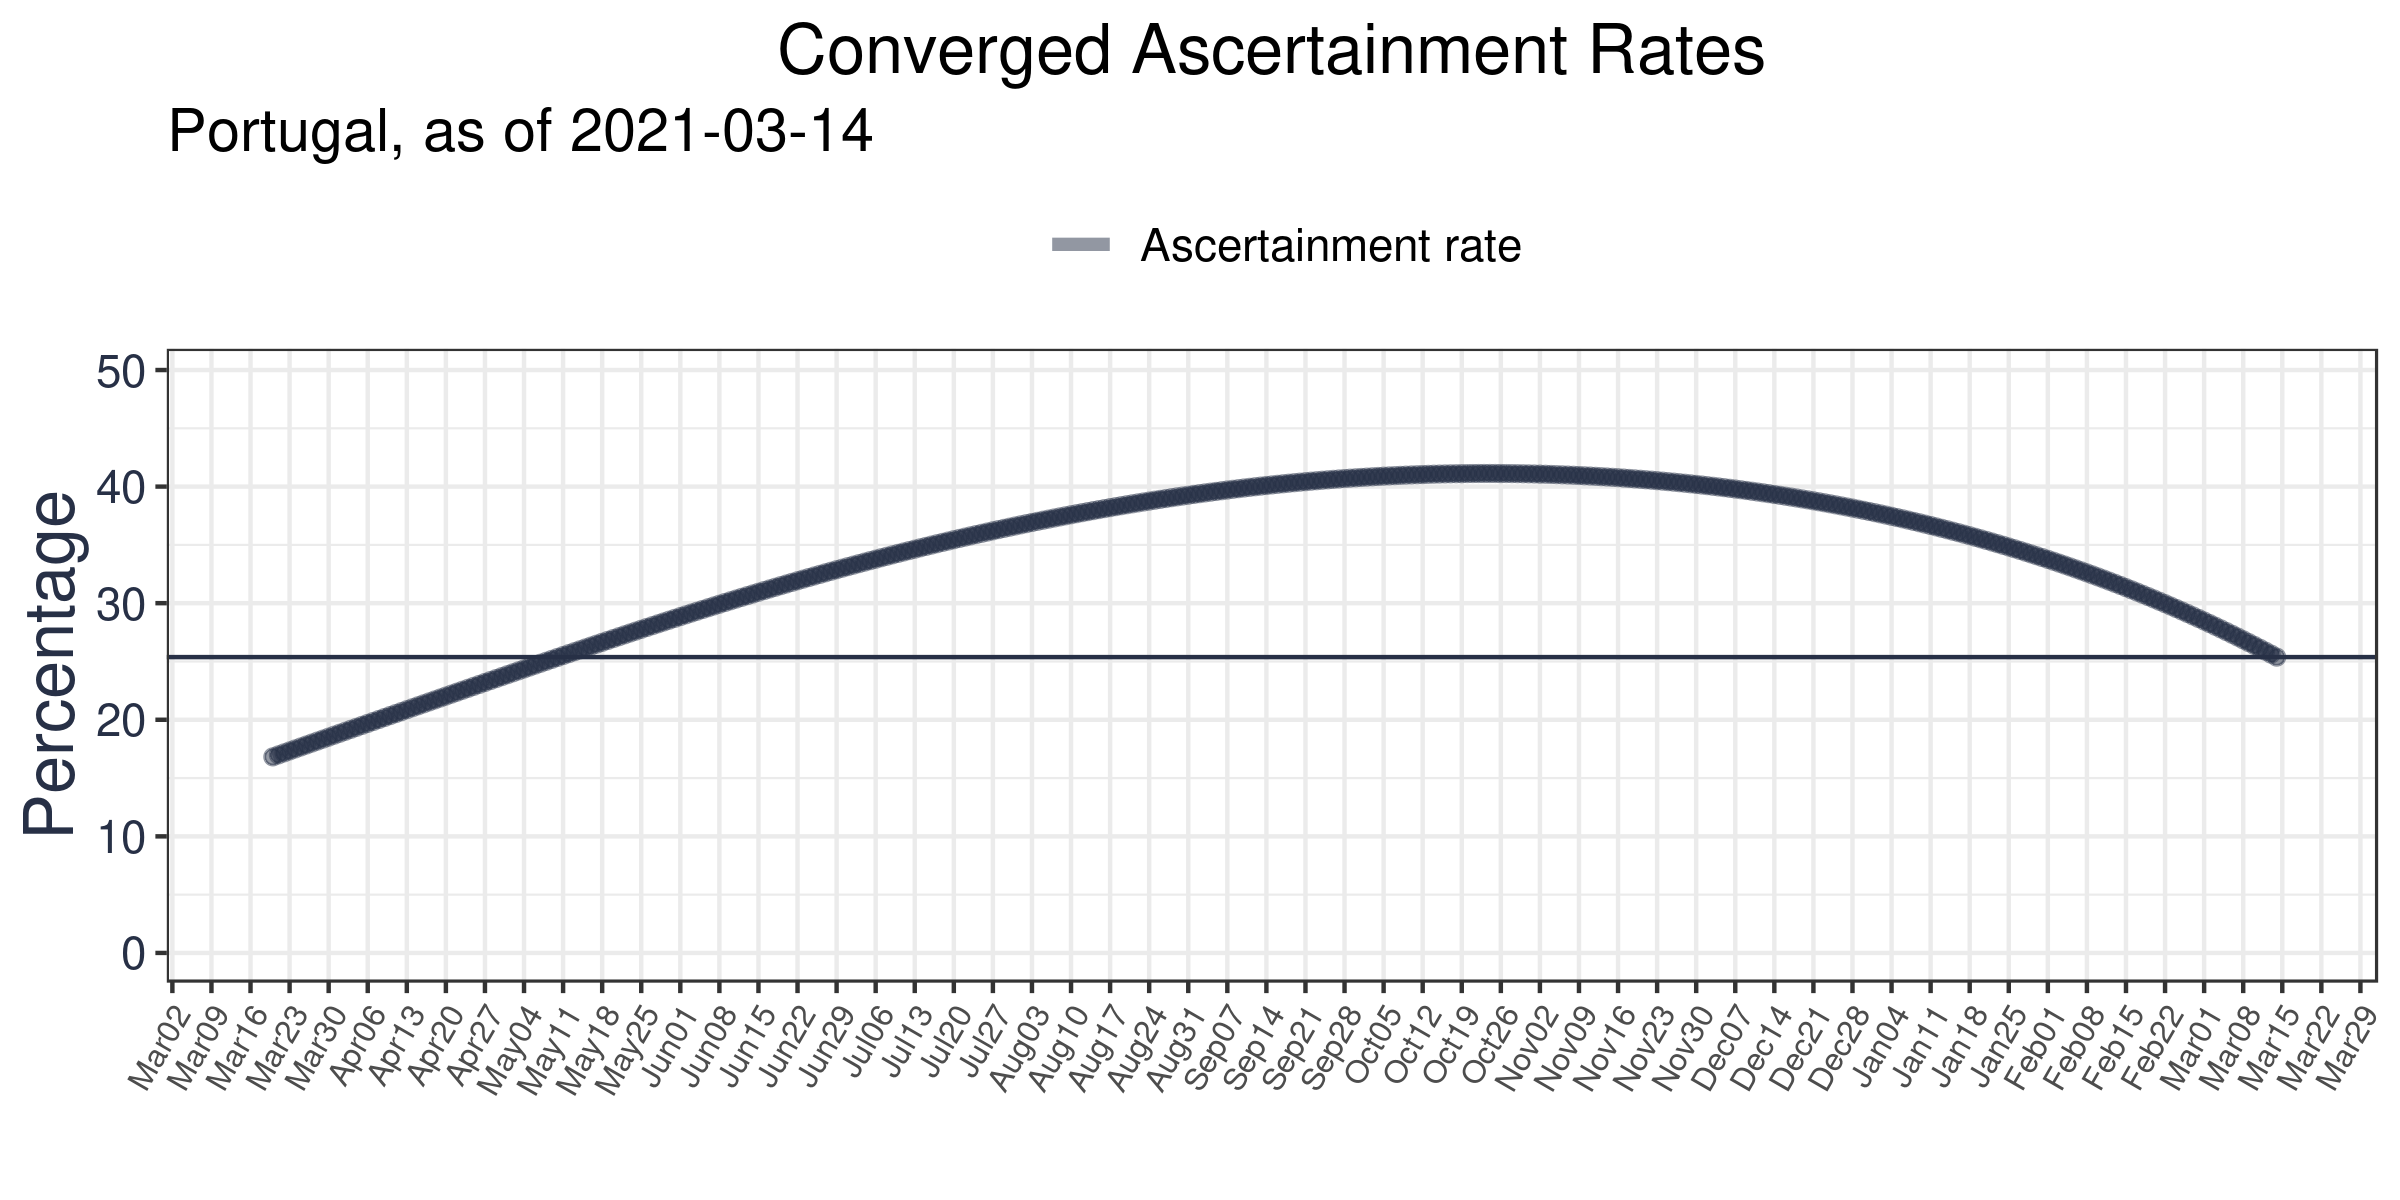 Converged Ascertainment Rates
Portugal, as of 2021-03-14
Ascertainment rate
Percentage
50
40
30
20
10
0
Mar02 Mar09 Mar16 Mar23 Mar30 Apr06 Apr13 Apr20 Apr27 May04 May11 May18 May25 Jun01 Jun08 Jun15 Jun22 Jun29 Jul06 Jul13 Jul20 Jul27 Aug03 Aug10 Aug17 Aug24 Aug31 Sep07 Sep14 Sep21 Sep28 Oct05 Oct12 Oct19 Oct26 Nov02 Nov09 Nov16 Nov23 Nov30 Dec07 Dec14 Dec21 Dec28 Jan04 Jan11 Jan18 Jan25 Feb01 Feb08 Feb15 Feb22 Mar01 Mar08 Mar15 Mar22 Mar29